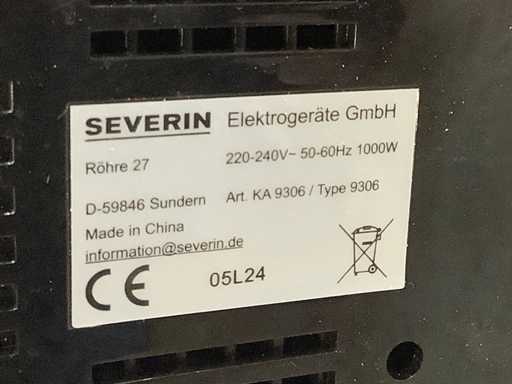 SEVERIN Elektrogeräte GmbH
Röhre 27 220-240V~ 50-60Hz 1000W
D-59846 Sundern Art. KA 9306 / Type 9306
Made in China
information@severin.de
CE 05L24